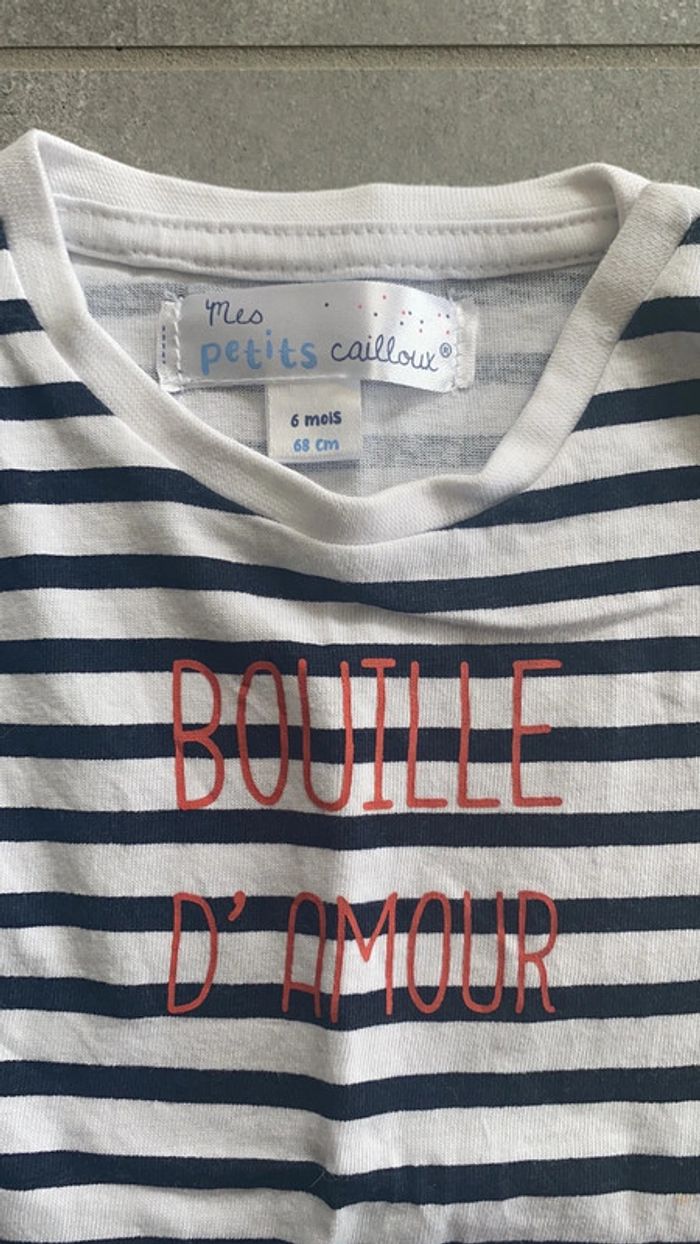 mes
petits cailloux®
6 mois
68 cm
BOUILLE
D' AMOUR